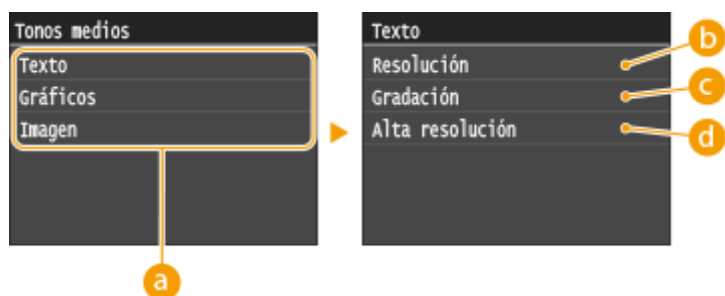 Tonos medios
Texto
Gráficos
Imagen
a
Texto
Resolución
Gradación
Alta resolución
b
c
d